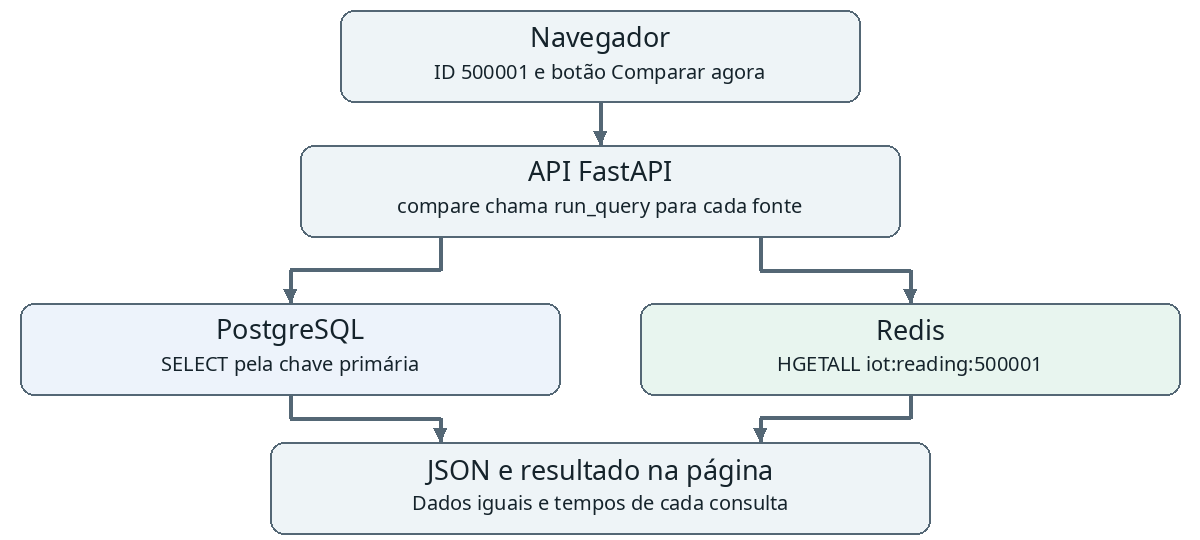 Navegador
ID 500001 e botão Comparar agora
API FastAPI
compare chama run_query para cada fonte
PostgreSQL
SELECT pela chave primária
Redis
HGETALL iot:reading:500001
JSON e resultado na página
Dados iguais e tempos de cada consulta